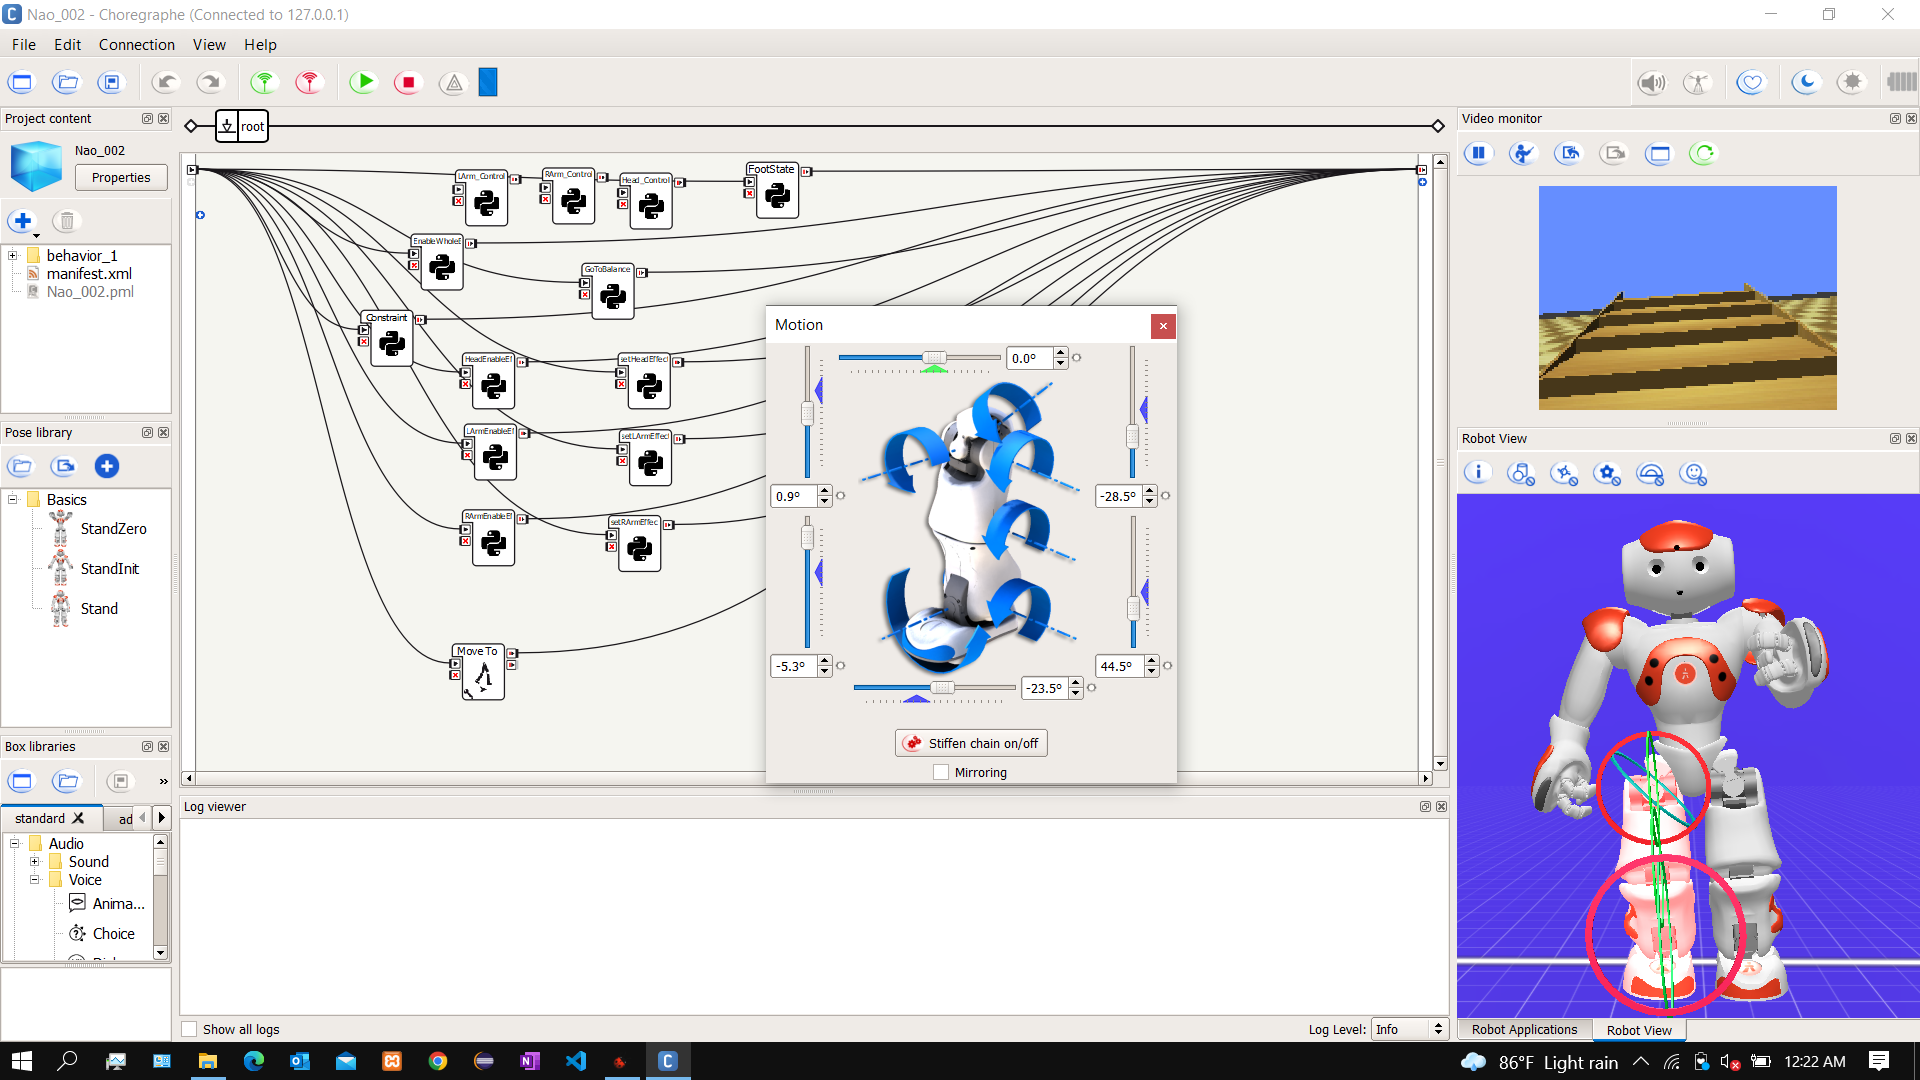 Nao_002 - Choregraphe (Connected to 127.0.0.1)
File Edit Connection View Help
Project content
Nao_002
Properties
behavior_1
manifest.xml
Nao_002.pml
Pose library
Basics
StandZero
StandInit
Stand
Box libraries
standard
ad
Audio
Sound
Voice
Anima...
Choice
root
LArm_Control
RArm_Control
Head_Control
FootState
EnableWholeB
GoToBalance
Constraint
HeadEnableEf
setHeadEffect
LArmEnableEf
setLArmEffect
RArmEnableEf
setRArmEffec
Move To
Motion
0.0°
0.9°
-28.5°
-5.3°
44.5°
-23.5°
Stiffen chain on/off
Mirroring
Log viewer
Show all logs
Log Level: Info
Video monitor
Robot View
Robot Applications
Robot View
86°F Light rain
12:22 AM